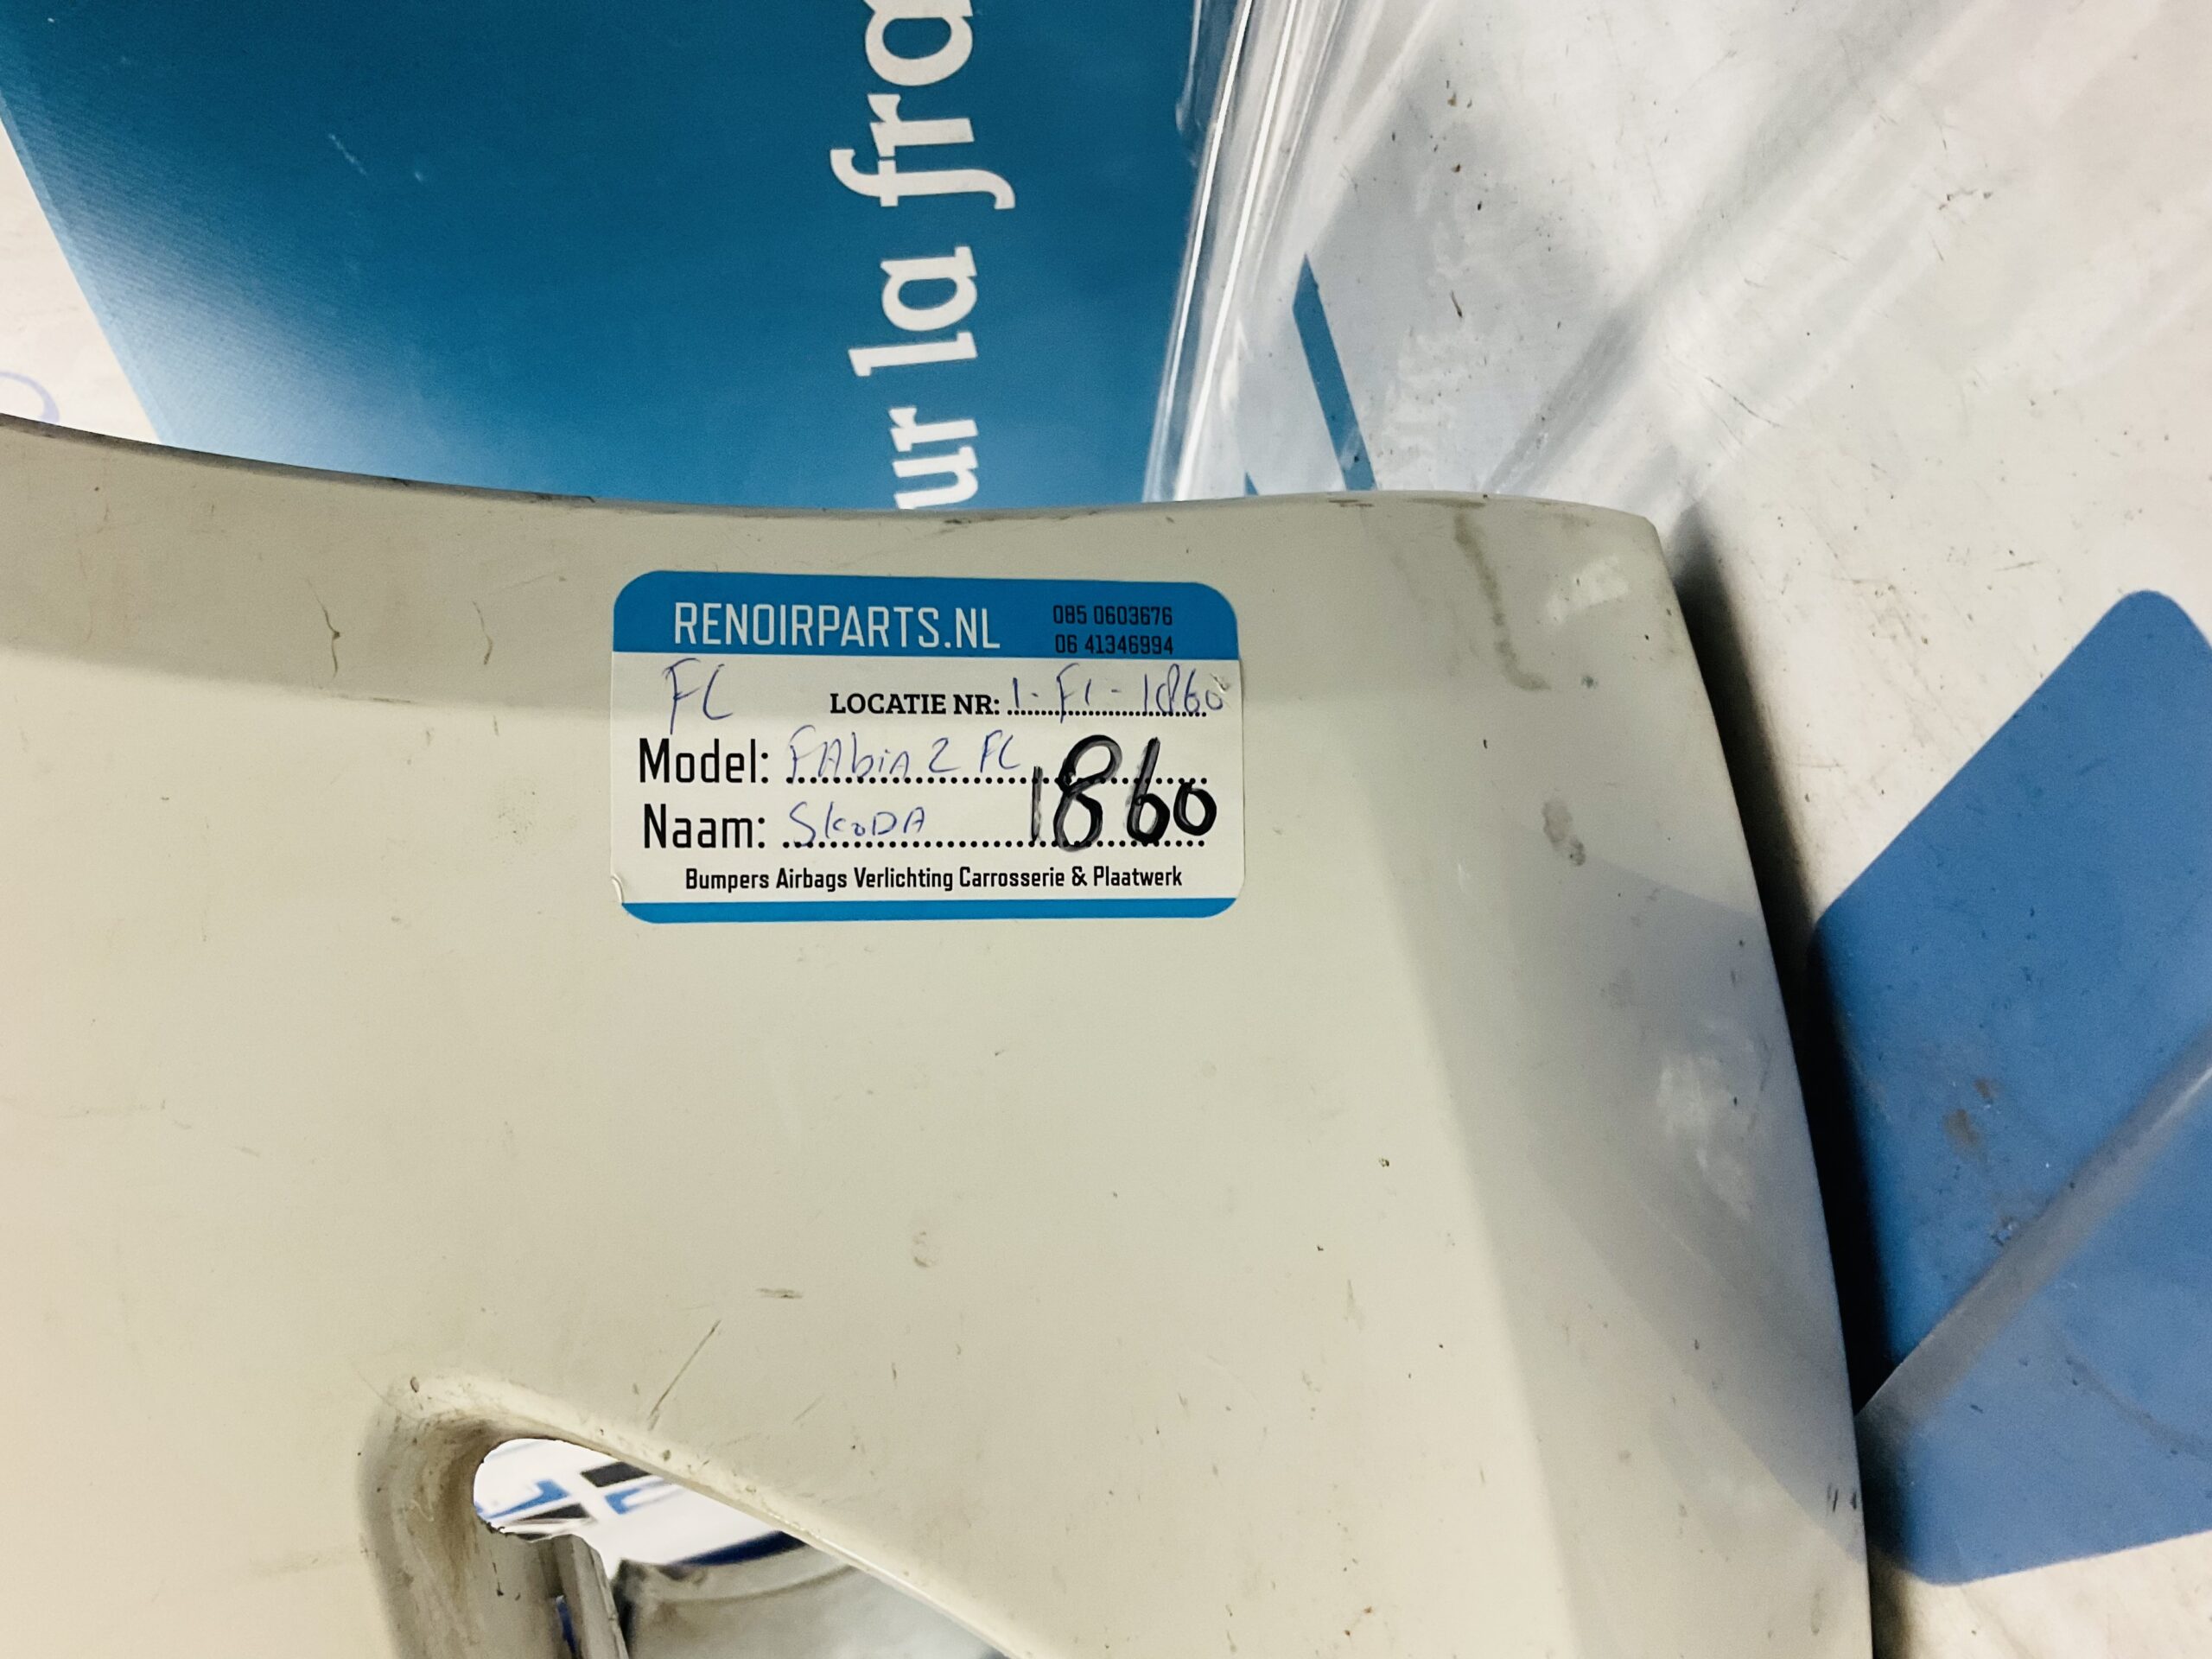 ur la fra
RENOIRPARTS.NL
085 0603676
06 41346994
FL
LOCATIE NR: 1-FL-1860
Model: FAbiA 2 FL
1860
Naam: SkoDA
Bumpers Airbags Verlichting Carrosserie & Plaatwerk